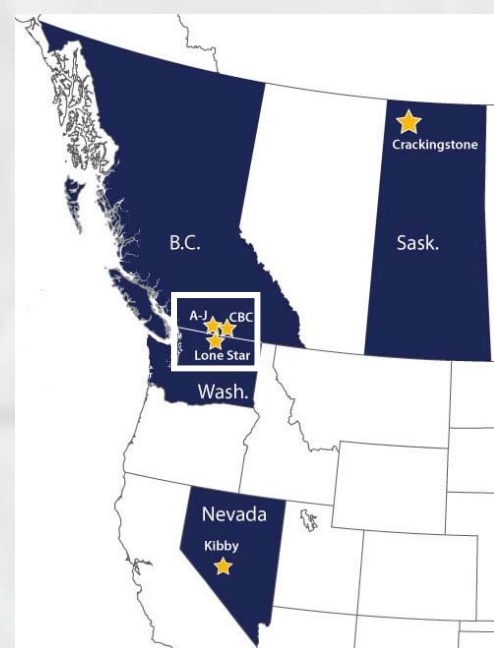 Crackingstone
B.C.
Sask.
A-J
CBC
Lone Star
Wash.
Nevada
Kibby